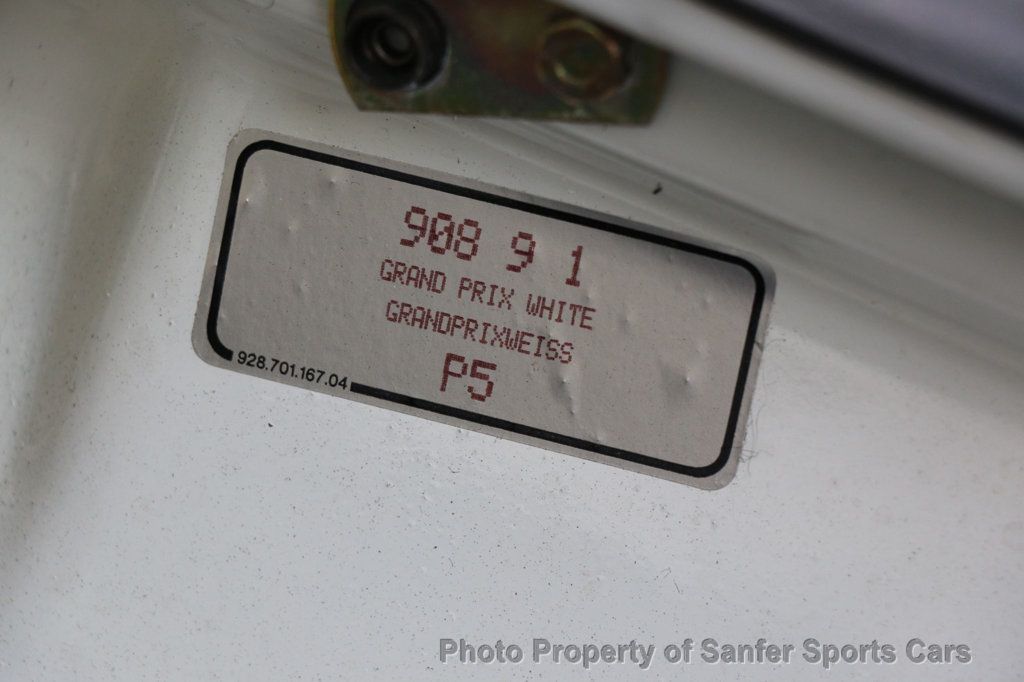 908 9 1
GRAND PRIX WHITE
GRANDPRIXWEISS
P5
928.701.167.04
Photo Property of Sanfer Sports Cars